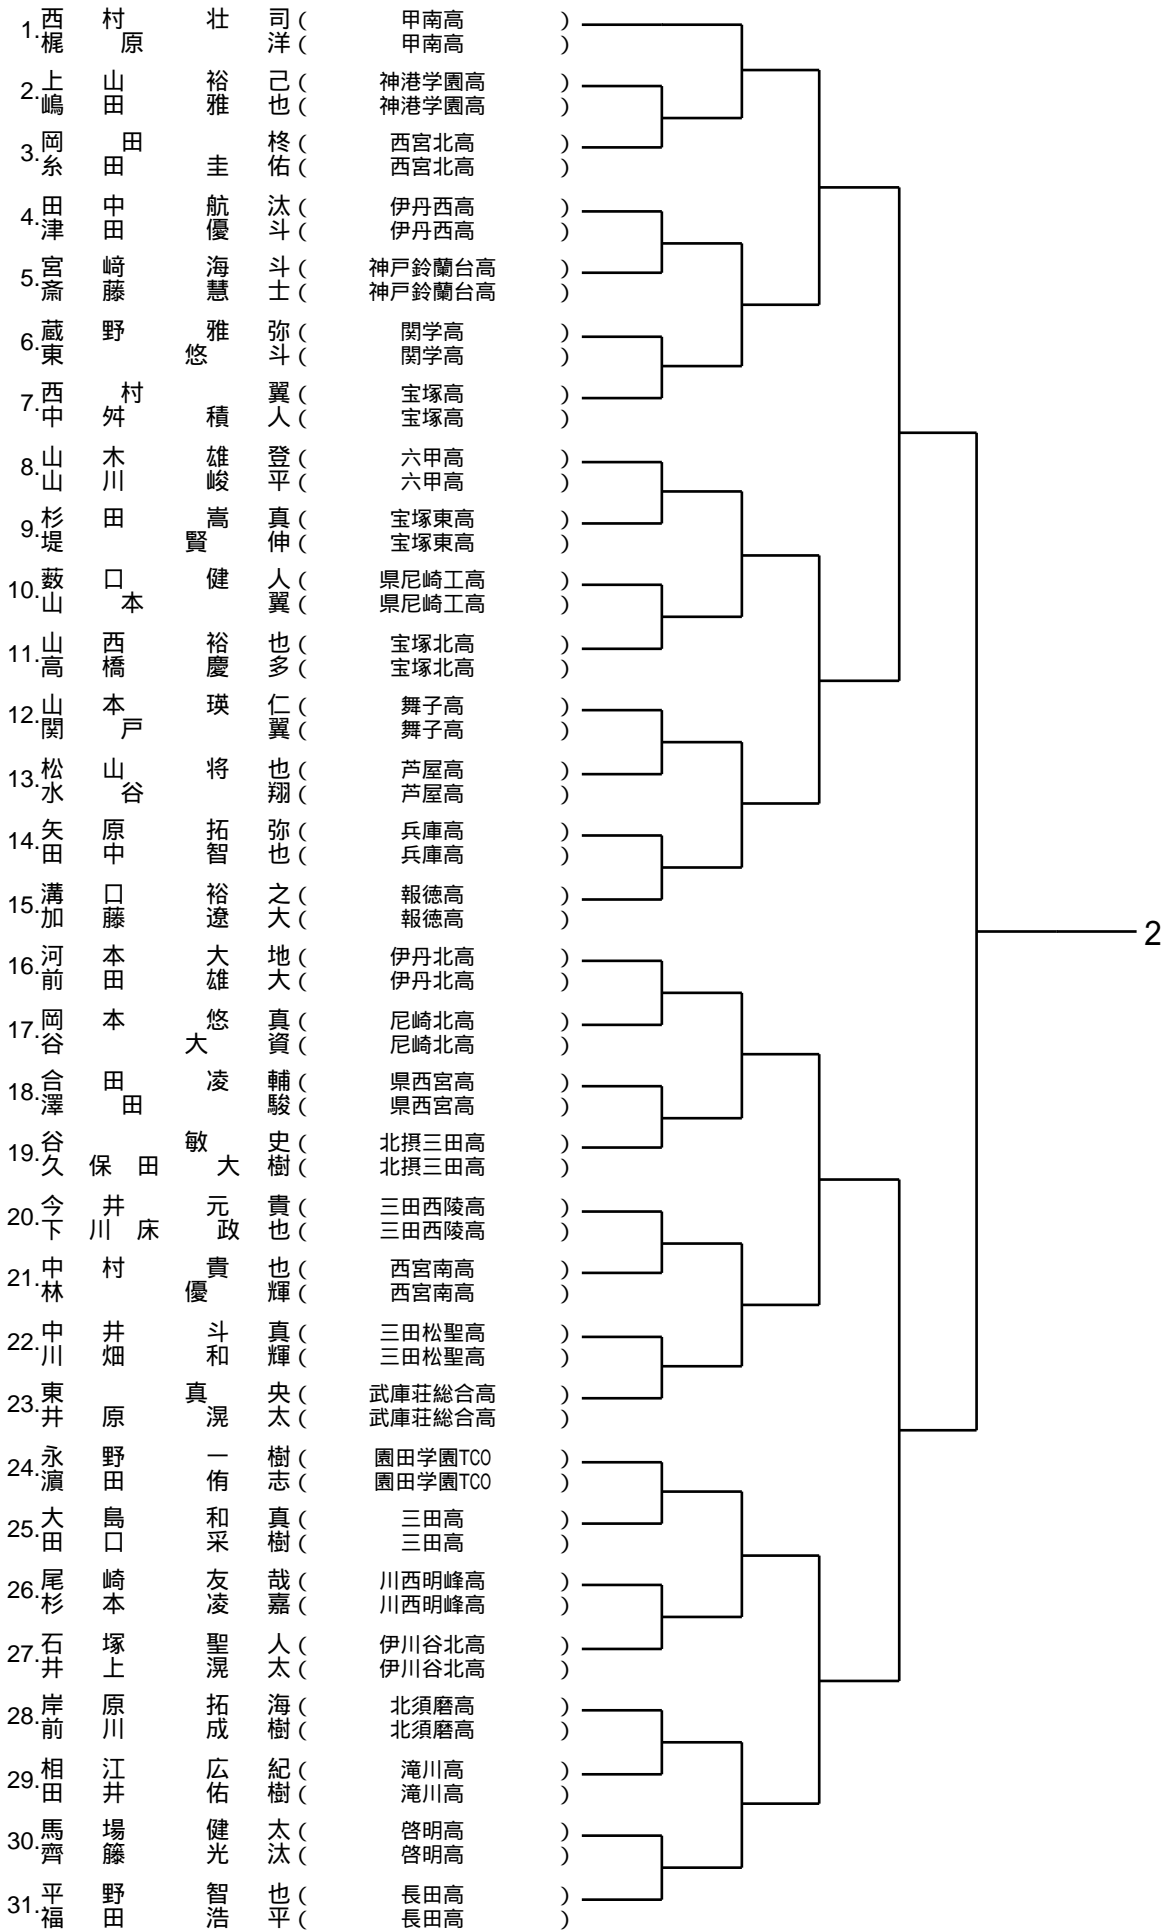 1. 西村 壮司 ( 甲南高 )
梶原 洋 ( 甲南高 )
2. 上山 裕己 ( 神港学園高 )
嶋田 雅也 ( 神港学園高 )
3. 岡田 柊 ( 西宮北高 )
糸田 圭佑 ( 西宮北高 )
4. 田中 航汰 ( 伊丹西高 )
津田 優斗 ( 伊丹西高 )
5. 宮﨑 海斗 ( 神戸鈴蘭台高 )
斎藤 慧士 ( 神戸鈴蘭台高 )
6. 蔵野 雅弥 ( 関学高 )
東 悠斗 ( 関学高 )
7. 西村 翼 ( 宝塚高 )
中舛 積人 ( 宝塚高 )
8. 山木 雄登 ( 六甲高 )
山川 峻平 ( 六甲高 )
9. 杉田 嵩真 ( 宝塚東高 )
堤 賢伸 ( 宝塚東高 )
10. 薮口 健人 ( 県尼崎工高 )
山本 翼 ( 県尼崎工高 )
11. 山西 裕也 ( 宝塚北高 )
高橋 慶多 ( 宝塚北高 )
12. 山本 瑛仁 ( 舞子高 )
関戸 翼 ( 舞子高 )
13. 松山 将也 ( 芦屋高 )
水谷 翔 ( 芦屋高 )
14. 矢原 拓弥 ( 兵庫高 )
田中 智也 ( 兵庫高 )
15. 溝口 裕之 ( 報徳高 )
加藤 遼大 ( 報徳高 )
2
16. 河本 大地 ( 伊丹北高 )
前田 雄大 ( 伊丹北高 )
17. 岡本 悠真 ( 尼崎北高 )
谷 大資 ( 尼崎北高 )
18. 合田 凌輔 ( 県西宮高 )
澤田 駿 ( 県西宮高 )
19. 谷 敏史 ( 北摂三田高 )
久保田 大樹 ( 北摂三田高 )
20. 今井 元貴 ( 三田西陵高 )
下川床 政也 ( 三田西陵高 )
21. 中村 貴也 ( 西宮南高 )
林 優輝 ( 西宮南高 )
22. 中井 斗真 ( 三田松聖高 )
川畑 和輝 ( 三田松聖高 )
23. 東 真央 ( 武庫荘総合高 )
井原 滉太 ( 武庫荘総合高 )
24. 永野 一樹 ( 園田学園TCO )
濵田 侑志 ( 園田学園TCO )
25. 大島 和真 ( 三田高 )
田口 采樹 ( 三田高 )
26. 尾崎 友哉 ( 川西明峰高 )
杉本 凌嘉 ( 川西明峰高 )
27. 石塚 聖人 ( 伊川谷北高 )
井上 滉太 ( 伊川谷北高 )
28. 岸原 拓海 ( 北須磨高 )
前川 成樹 ( 北須磨高 )
29. 相江 広紀 ( 滝川高 )
田井 佑樹 ( 滝川高 )
30. 馬場 健太 ( 啓明高 )
齊籐 光汰 ( 啓明高 )
31. 平野 智也 ( 長田高 )
福田 浩平 ( 長田高 )